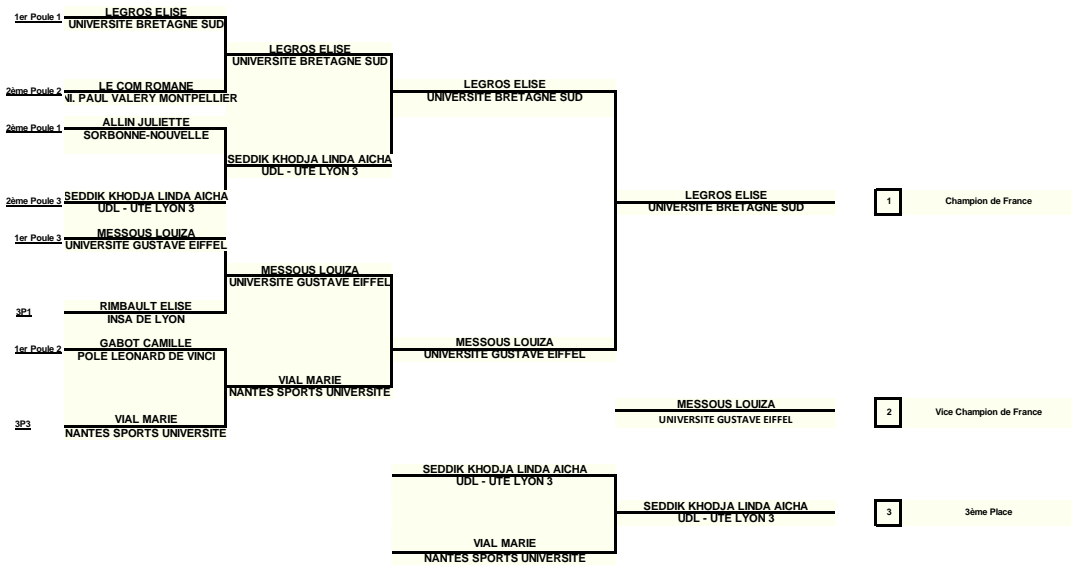 1er Poule 1
LEGROS ELISE
UNIVERSITE BRETAGNE SUD
LEGROS ELISE
UNIVERSITE BRETAGNE SUD
2ème Poule 2
LE COM ROMANE
NI. PAUL VALERY MONTPELLIER
LEGROS ELISE
UNIVERSITE BRETAGNE SUD
2ème Poule 1
ALLIN JULIETTE
SORBONNE-NOUVELLE
SEDDIK KHODJA LINDA AICHA
UDL - UTE LYON 3
2ème Poule 3
SEDDIK KHODJA LINDA AICHA
UDL - UTE LYON 3
LEGROS ELISE
UNIVERSITE BRETAGNE SUD
1
Champion de France
1er Poule 3
MESSOUS LOUIZA
UNIVERSITE GUSTAVE EIFFEL
MESSOUS LOUIZA
UNIVERSITE GUSTAVE EIFFEL
3P1
RIMBAULT ELISE
INSA DE LYON
1er Poule 2
GABOT CAMILLE
POLE LEONARD DE VINCI
MESSOUS LOUIZA
UNIVERSITE GUSTAVE EIFFEL
VIAL MARIE
NANTES SPORTS UNIVERSITE
3P3
VIAL MARIE
NANTES SPORTS UNIVERSITE
MESSOUS LOUIZA
UNIVERSITE GUSTAVE EIFFEL
2
Vice Champion de France
SEDDIK KHODJA LINDA AICHA
UDL - UTE LYON 3
SEDDIK KHODJA LINDA AICHA
UDL - UTE LYON 3
3
3ème Place
VIAL MARIE
NANTES SPORTS UNIVERSITE